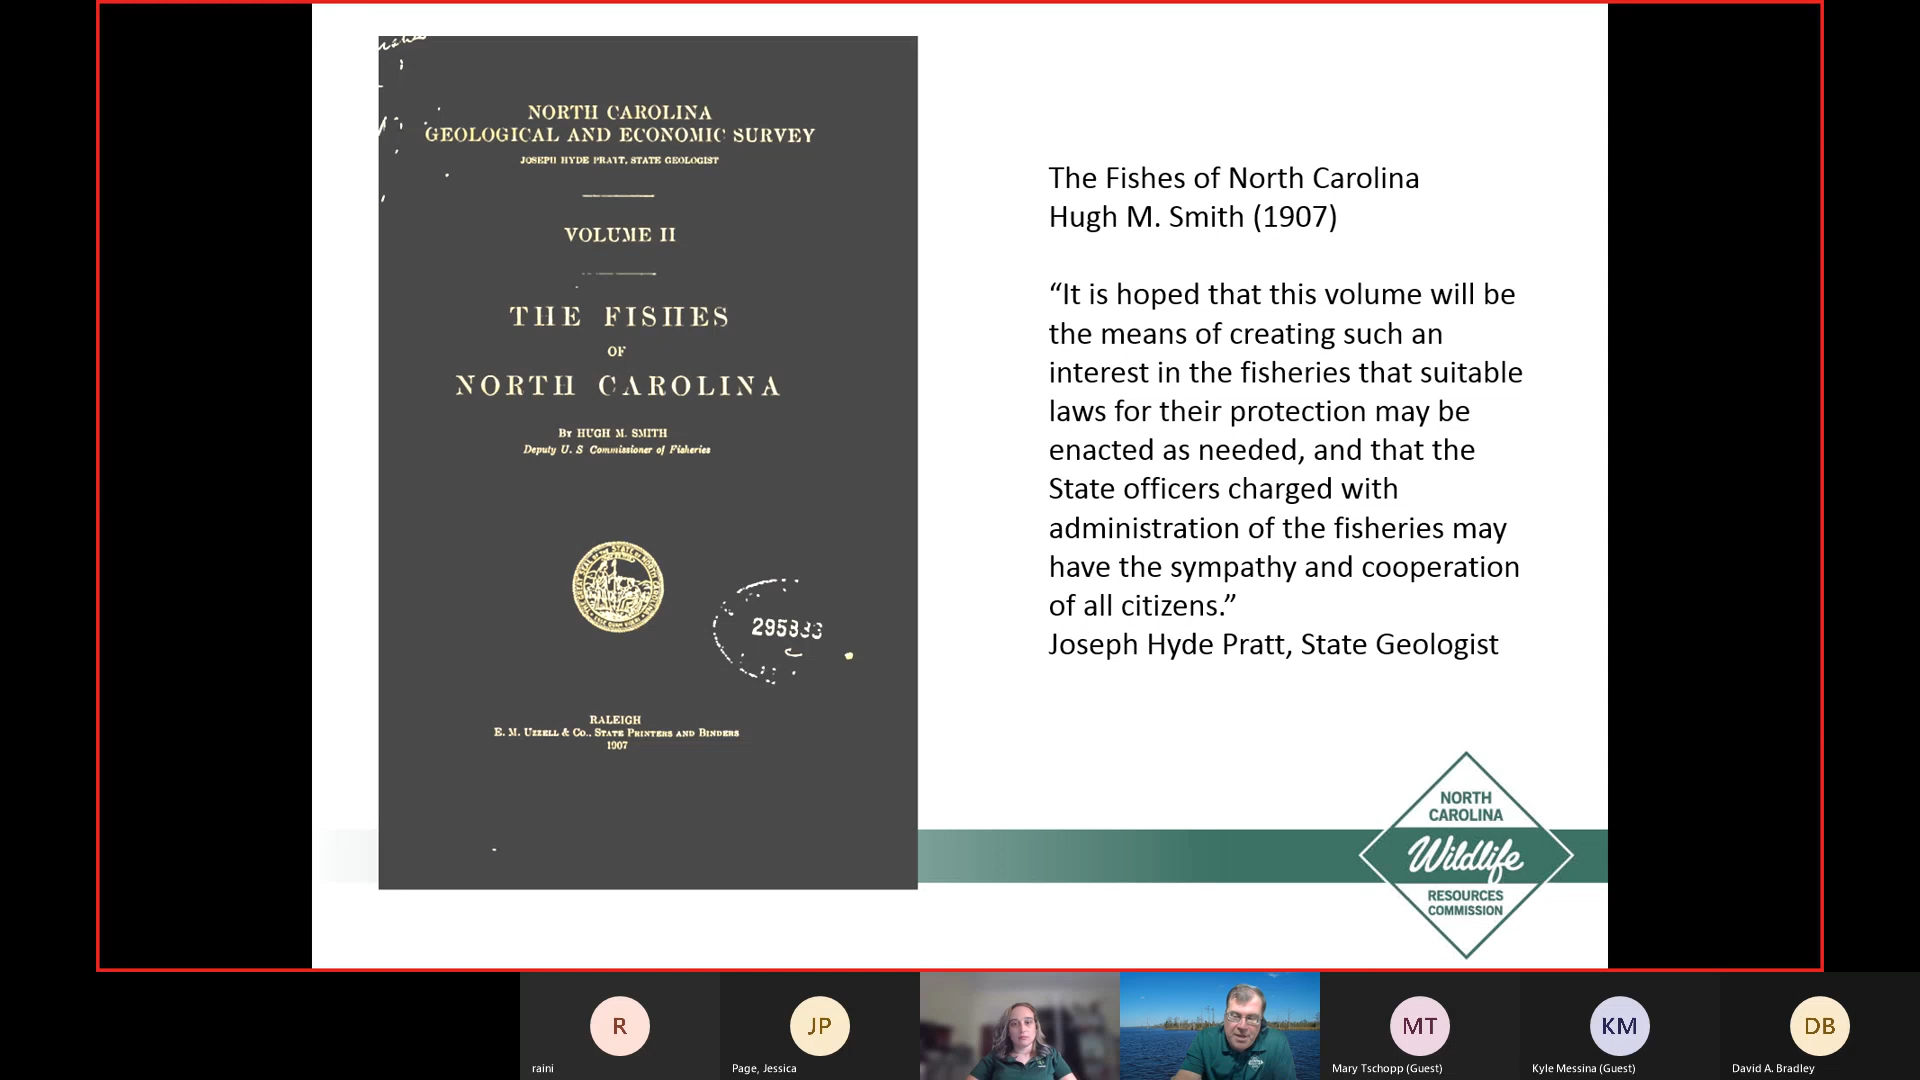 NORTH CAROLINA
GEOLOGICAL AND ECONOMIC SURVEY
JOSEPH HYDE PRATT, STATE GEOLOGIST
VOLUME II
THE FISHES
OF
NORTH CAROLINA
BY HUGH M. SMITH
Deputy U. S Commissioner of Fisheries
RALEIGH
E. M. UZZELL & CO., STATE PRINTERS AND BINDERS
1907
The Fishes of North Carolina
Hugh M. Smith (1907)
“It is hoped that this volume will be
the means of creating such an
interest in the fisheries that suitable
laws for their protection may be
enacted as needed, and that the
State officers charged with
administration of the fisheries may
have the sympathy and cooperation
of all citizens.”
Joseph Hyde Pratt, State Geologist
NORTH
CAROLINA
Wildlife
RESOURCES
COMMISSION
R
raini
JP
Page, Jessica
MT
Mary Tschopp (Guest)
KM
Kyle Messina (Guest)
DB
David A. Bradley